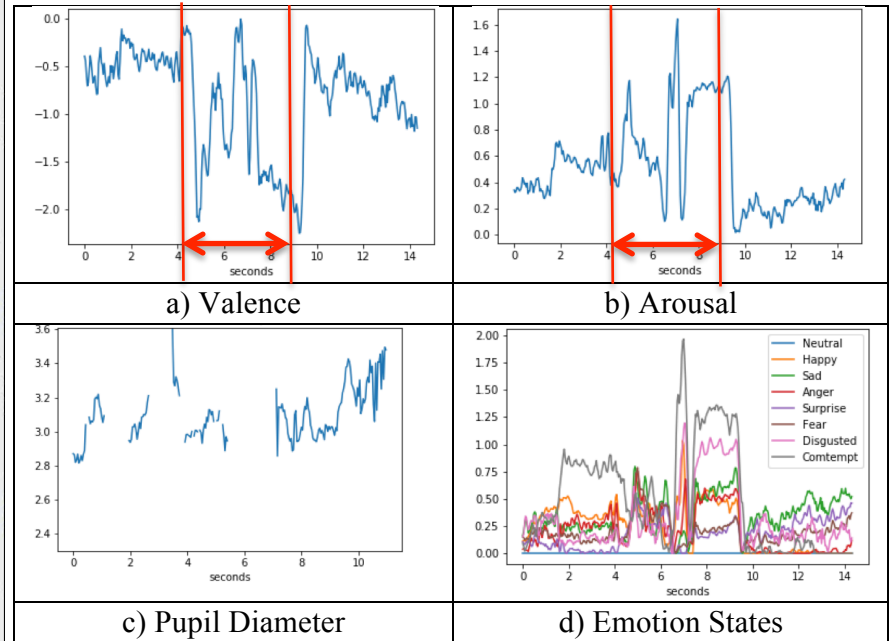 0.0
−0.5
−1.0
−1.5
−2.0
0 2 4 6 8 10 12 14
seconds
1.6
1.4
1.2
1.0
0.8
0.6
0.4
0.2
0.0
0 2 4 6 8 10 12 14
seconds
a) Valence
b) Arousal
3.6
3.4
3.2
3.0
2.8
2.6
2.4
0 2 4 6 8 10
seconds
2.00
1.75
1.50
1.25
1.00
0.75
0.50
0.25
0.00
0 2 4 6 8 10 12 14
seconds
Neutral
Happy
Sad
Anger
Surprise
Fear
Disgusted
Comtempt
c) Pupil Diameter
d) Emotion States